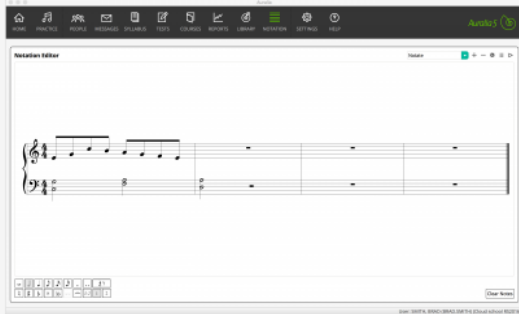 Auralia
HOME PRACTICE PEOPLE MESSAGES SYLLABUS TESTS COURSES REPORTS LIBRARY NOTATION SETTINGS HELP
Auralia 5
Notation Editor
Notate
Clear Notes